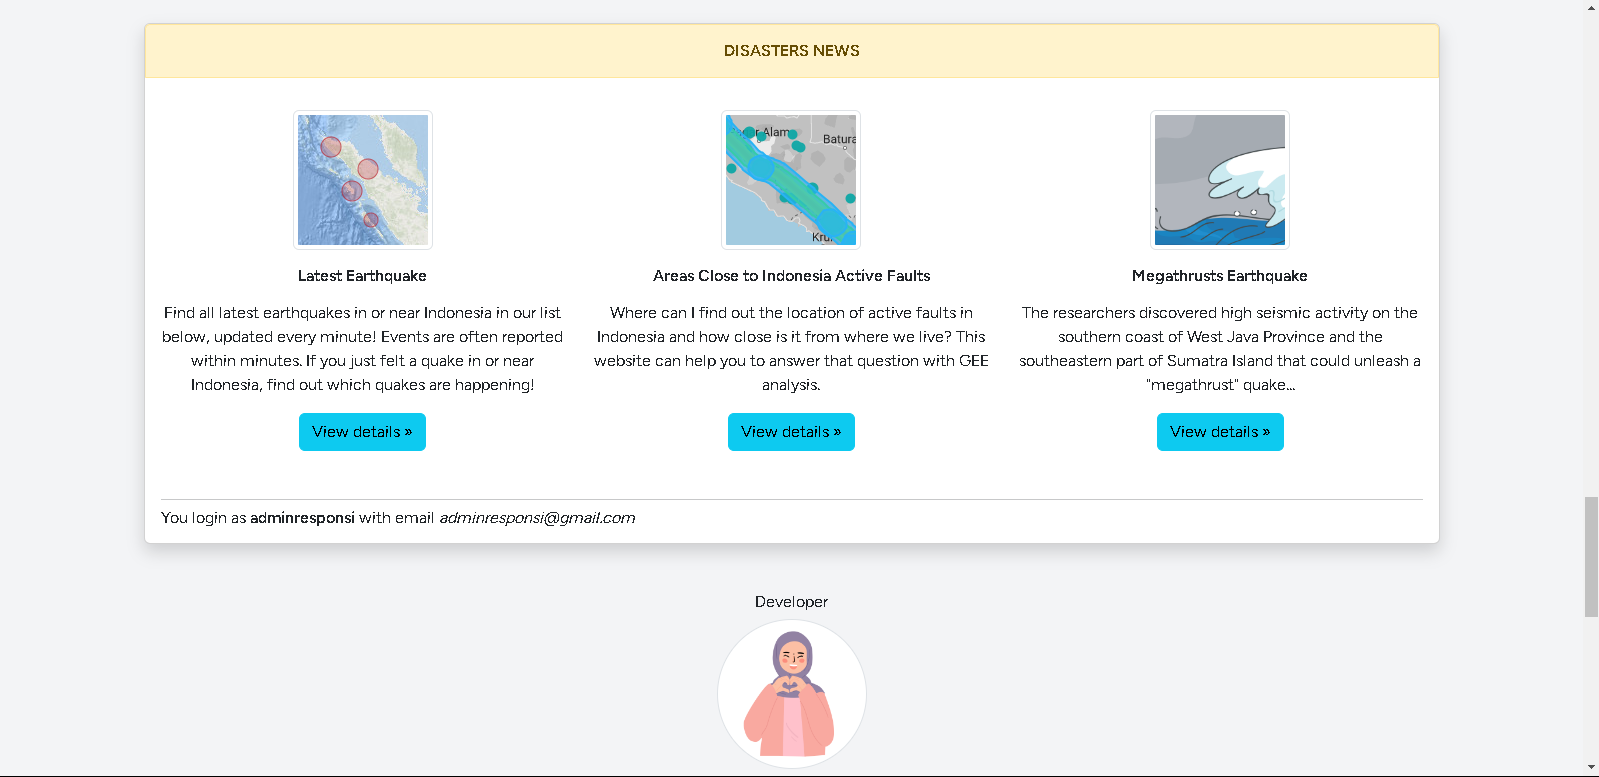 DISASTERS NEWS
Alam
Batura
Latest Earthquake
Find all latest earthquakes in or near Indonesia in our list
below, updated every minute! Events are often reported
within minutes. If you just felt a quake in or near
Indonesia, find out which quakes are happening!
View details »
Areas Close to Indonesia Active Faults
Where can I find out the location of active faults in
Indonesia and how close is it from where we live? This
website can help you to answer that question with GEE
analysis.
View details »
Megathrusts Earthquake
The researchers discovered high seismic activity on the
southern coast of West Java Province and the
southeastern part of Sumatra Island that could unleash a
"megathrust" quake...
View details »
You login as adminresponsi with email adminresponsi@gmail.com
Developer